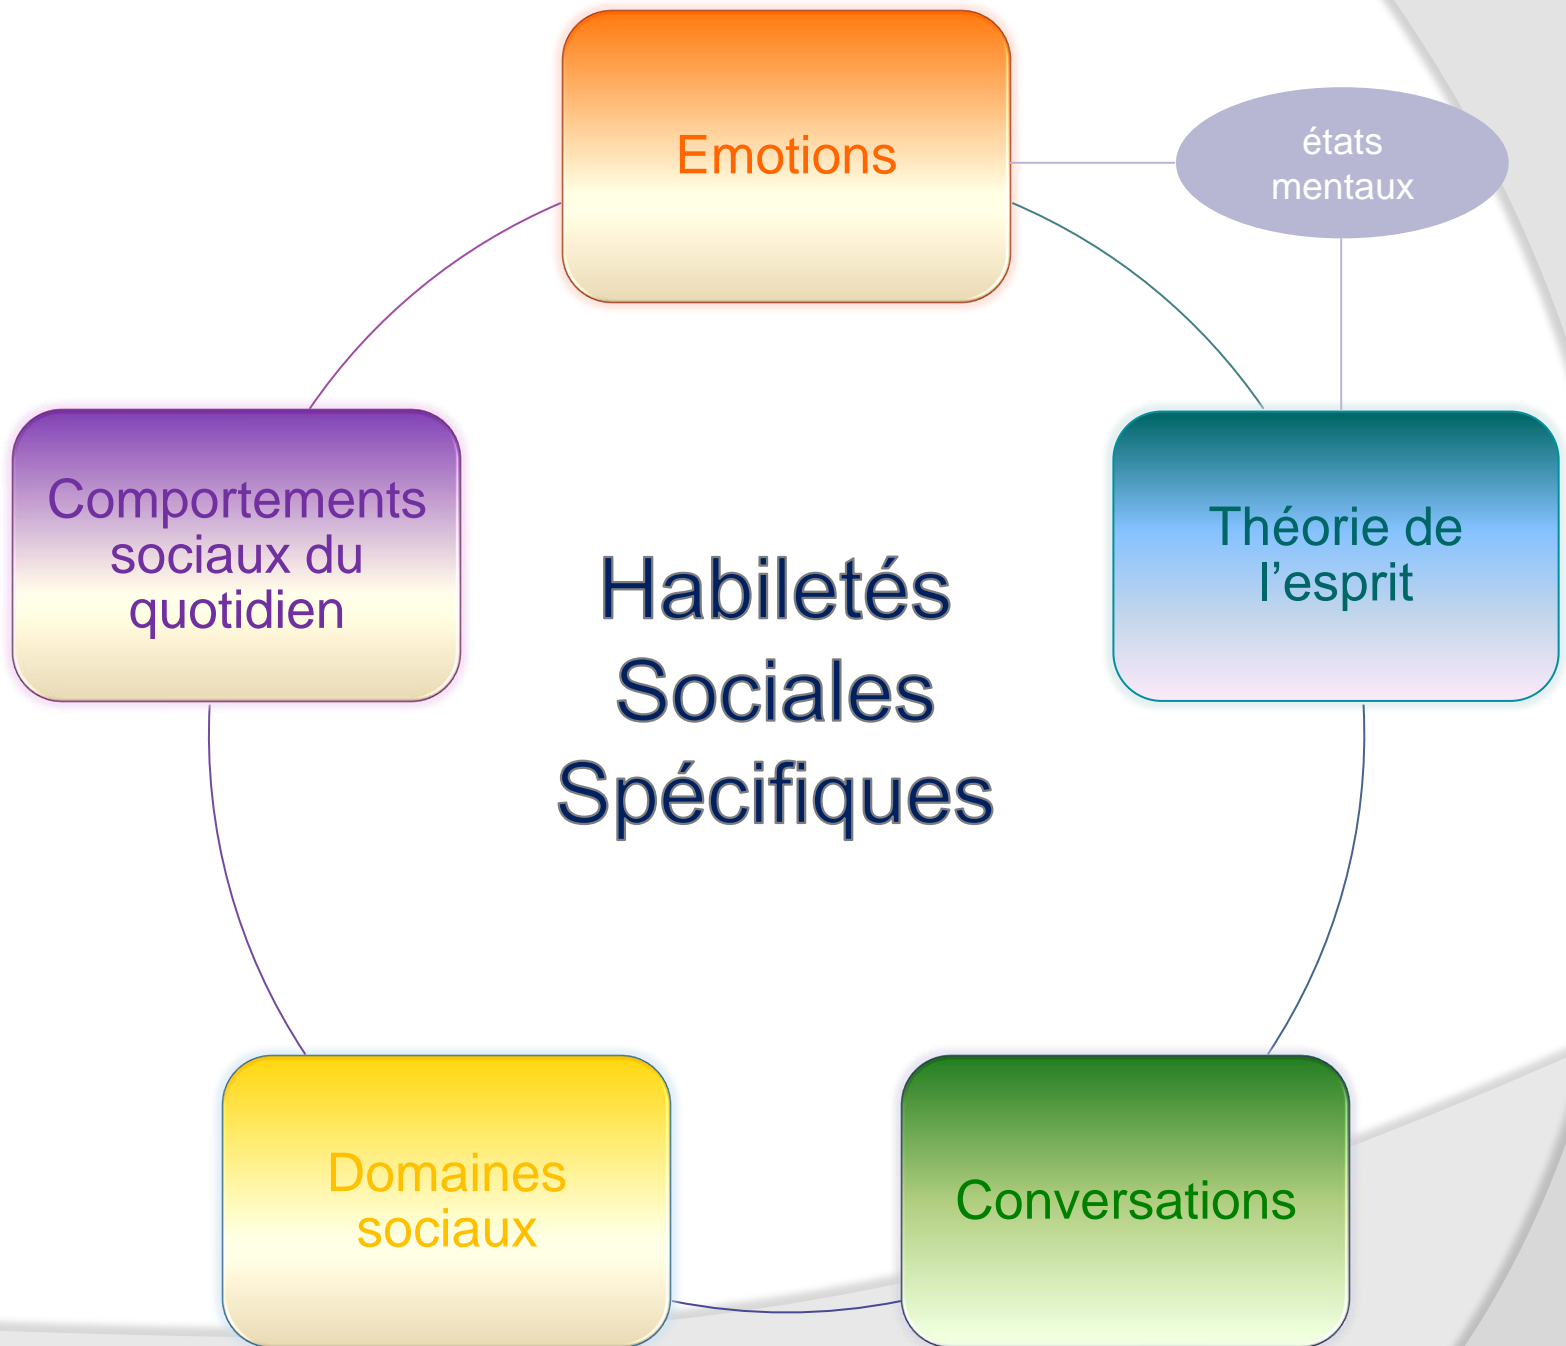 Emotions
états
mentaux
Comportements
sociaux du
quotidien
Théorie de
l’esprit
Habiletés
Sociales
Spécifiques
Domaines
sociaux
Conversations